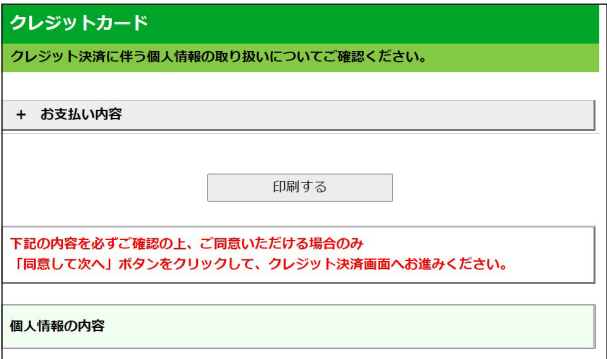 クレジットカード
クレジット決済に伴う個人情報の取り扱いについてご確認ください。
+ お支払い内容
印刷する
下記の内容を必ずご確認の上、ご同意いただける場合のみ
「同意して次へ」ボタンをクリックして、クレジット決済画面へお進みください。
個人情報の内容